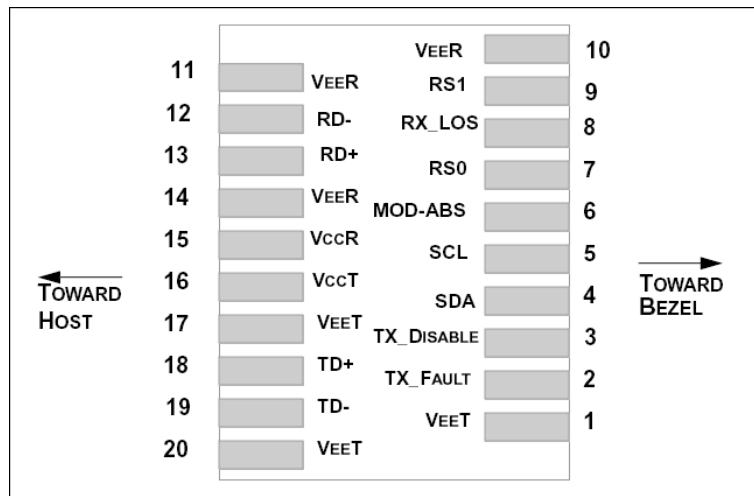 11 VEER
12 RD-
13 RD+
14 VEER
15 VCCR
16 VCCT
17 VEET
18 TD+
19 TD-
20 VEET
VEER 10
RS1 9
RX_LOS 8
RS0 7
MOD-ABS 6
SCL 5
SDA 4
TX_DISABLE 3
TX_FAULT 2
VEET 1
TOWARD
HOST
TOWARD
BEZEL